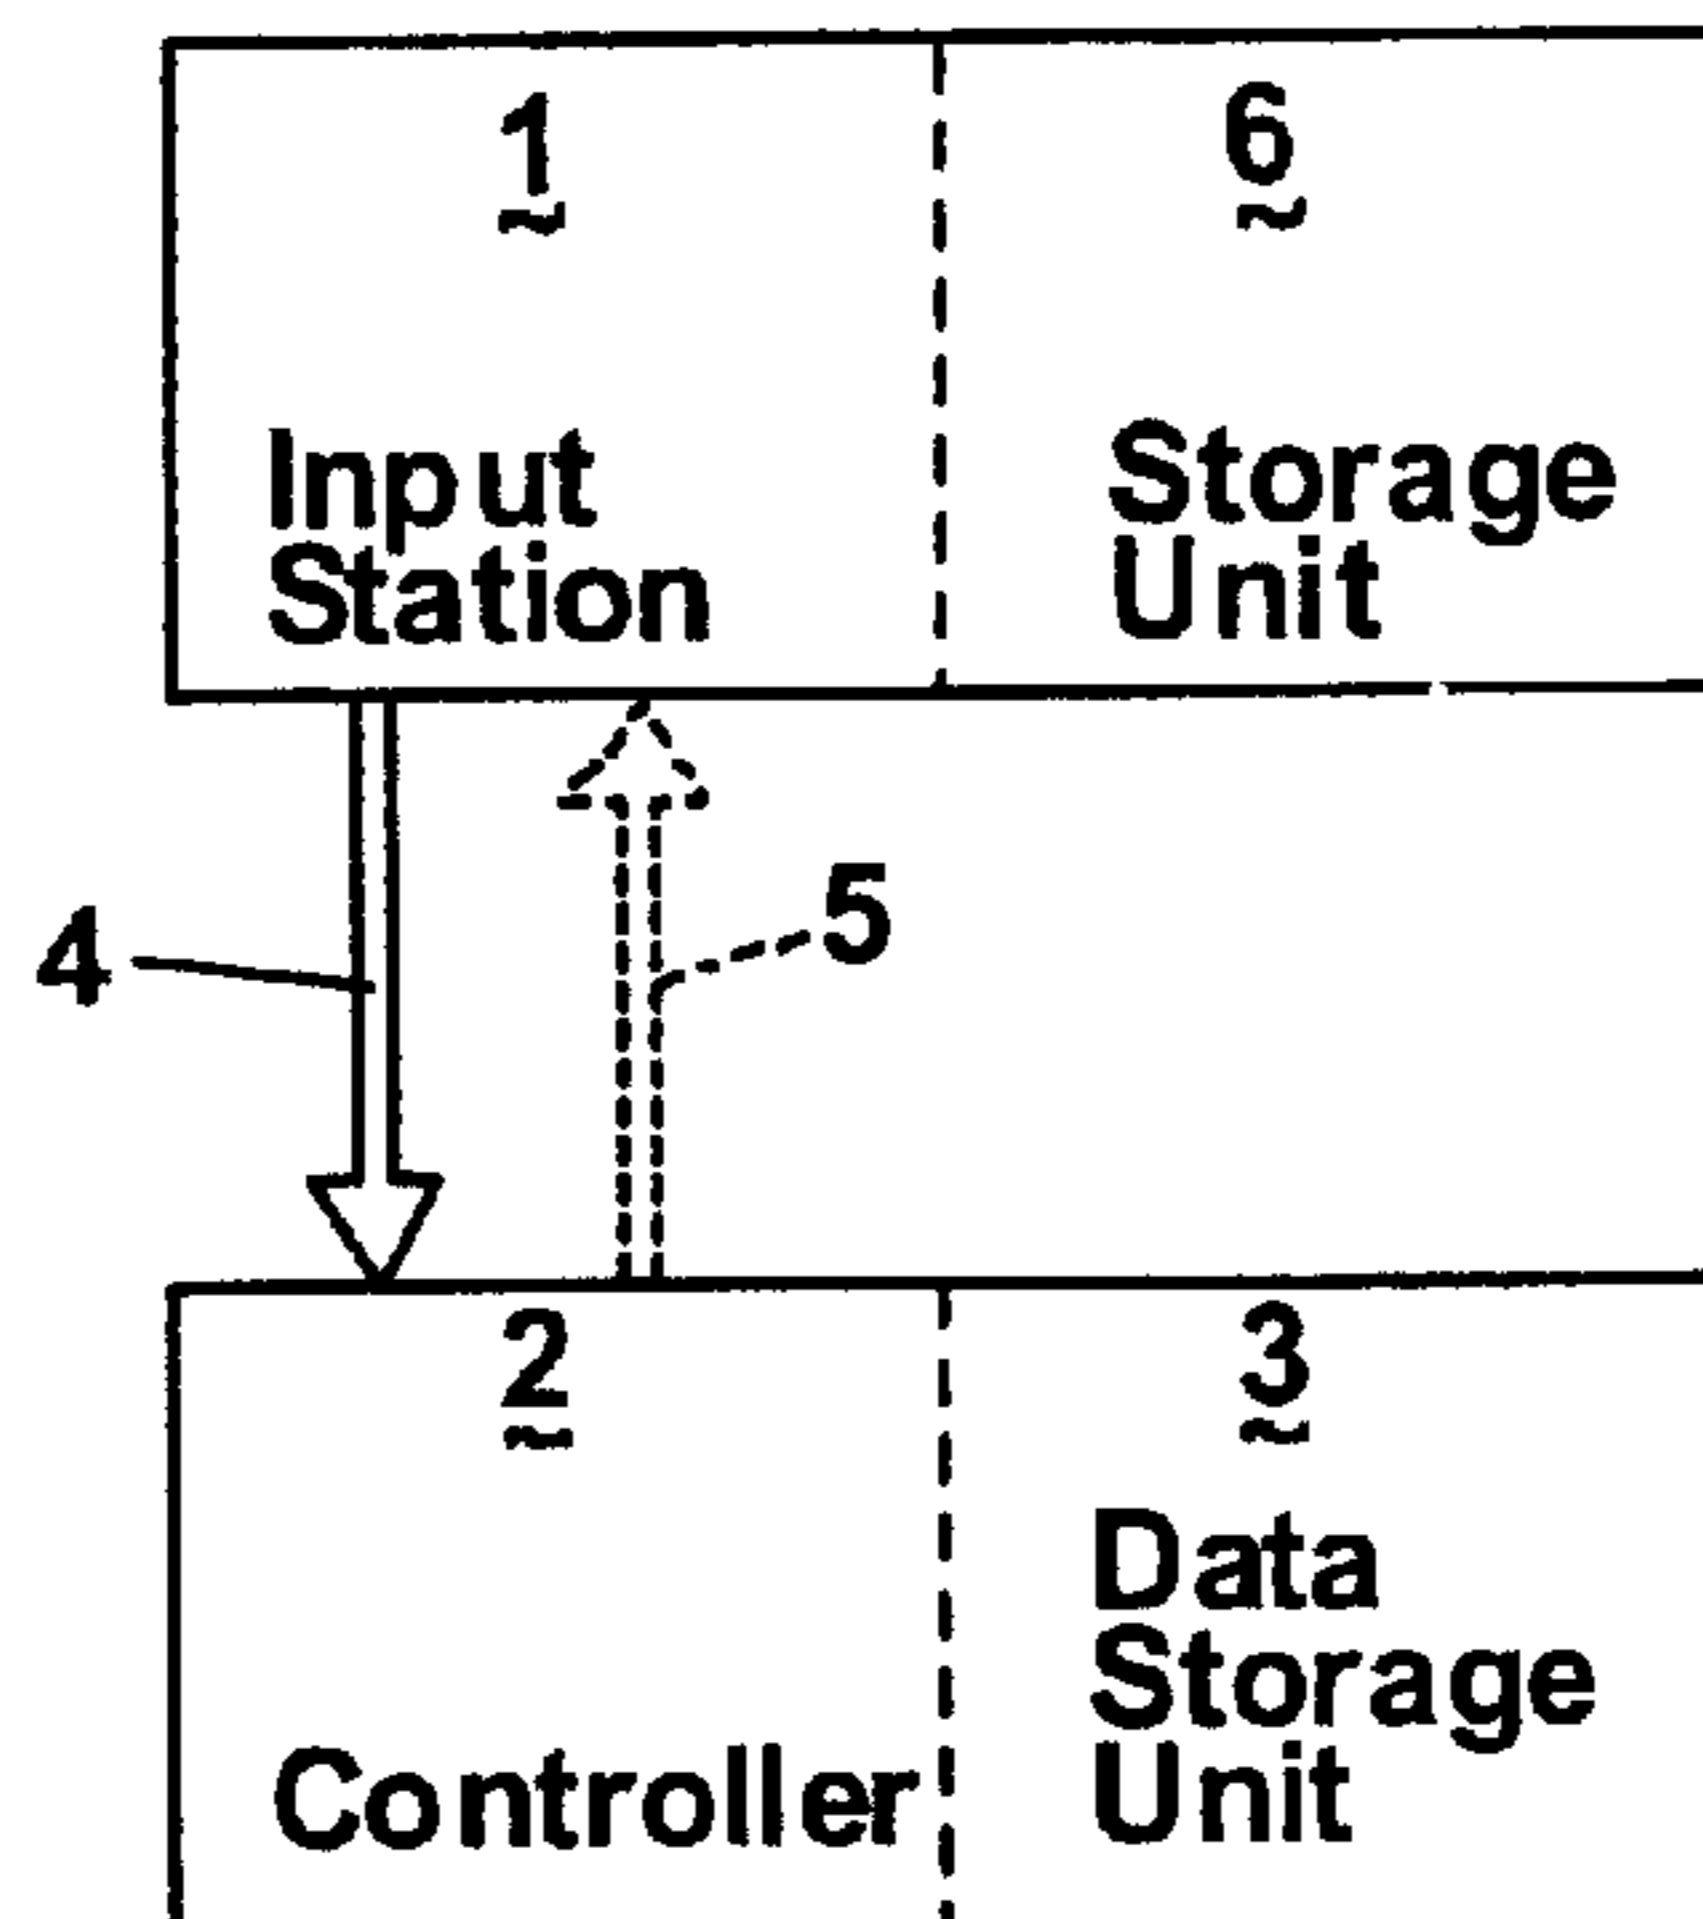 1
6
Input
Station
Storage
Unit
4
5
2
3
Controller
Data
Storage
Unit